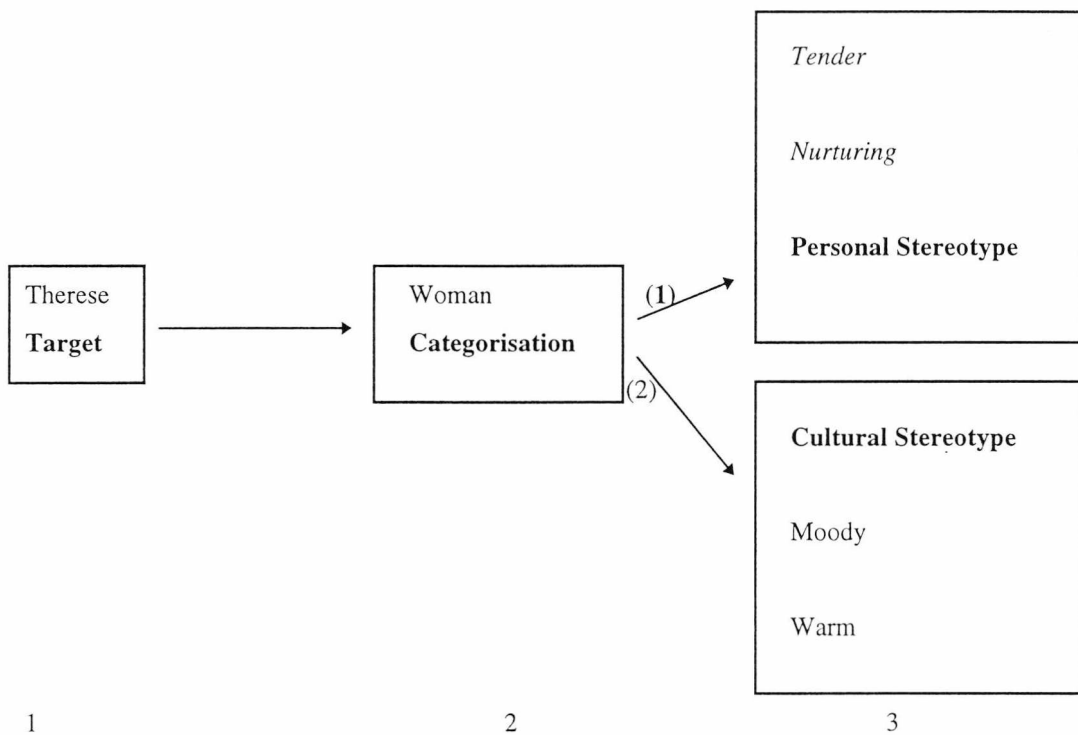 Therese
Target
Woman
Categorisation
(1)
(2)
Tender
Nurturing
Personal Stereotype
Cultural Stereotype
Moody
Warm
1
2
3